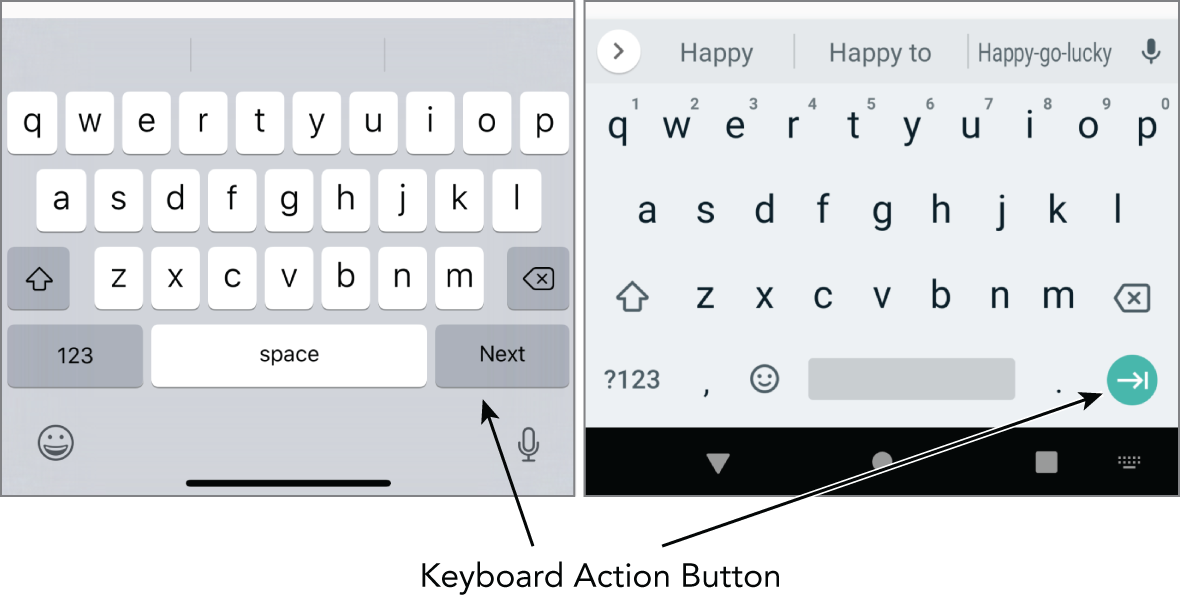 q w e r t y u i o p
a s d f g h j k l
z x c v b n m
123 space Next
Happy Happy to Happy-go-lucky
1 2 3 4 5 6 7 8 9 0
q w e r t y u i o p
a s d f g h j k l
z x c v b n m
?123 , .
Keyboard Action Button